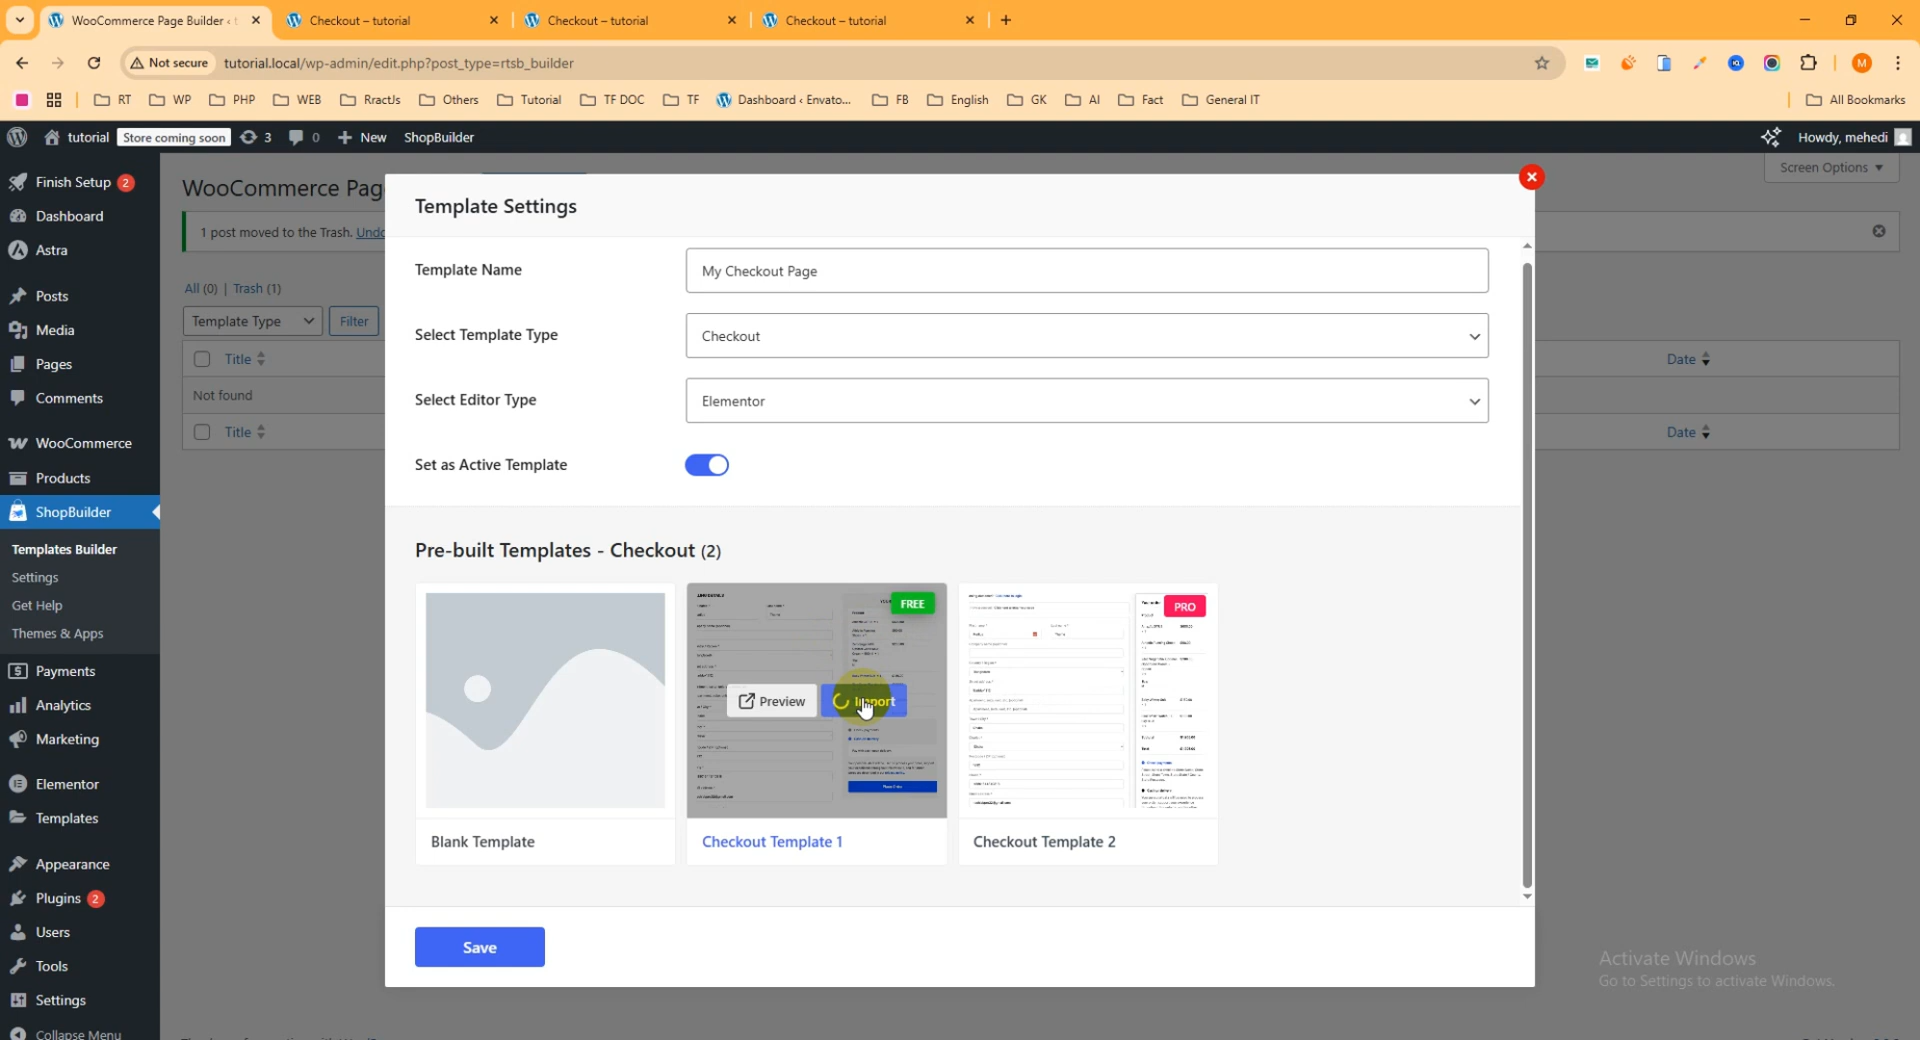 WooCommerce Page Builder ‹ t
Checkout – tutorial
Checkout – tutorial
Checkout – tutorial
Not secure
tutorial.local/wp-admin/edit.php?post_type=rtsb_builder
M
RT
WP
PHP
WEB
RractJs
Others
Tutorial
TF DOC
TF
Dashboard ‹ Envato...
FB
English
GK
AI
Fact
General IT
All Bookmarks
tutorial
Store coming soon
3
0
New
ShopBuilder
Howdy, mehedi
Finish Setup 2
Dashboard
Astra
Posts
Media
Pages
Comments
WooCommerce
Products
ShopBuilder
Templates Builder
Settings
Get Help
Themes & Apps
Payments
Analytics
Marketing
Elementor
Templates
Appearance
Plugins 2
Users
Tools
Settings
Collapse Menu
Screen Options
WooCommerce Pag
1 post moved to the Trash. Undo
All (0) | Trash (1)
Template Type
Filter
Title
Date
Not found
Title
Date
Template Settings
Template Name
My Checkout Page
Select Template Type
Checkout
Select Editor Type
Elementor
Set as Active Template
Pre-built Templates - Checkout (2)
FREE
PRO
Preview
Import
Place Order
Blank Template
Checkout Template 1
Checkout Template 2
Save
Activate Windows
Go to Settings to activate Windows.